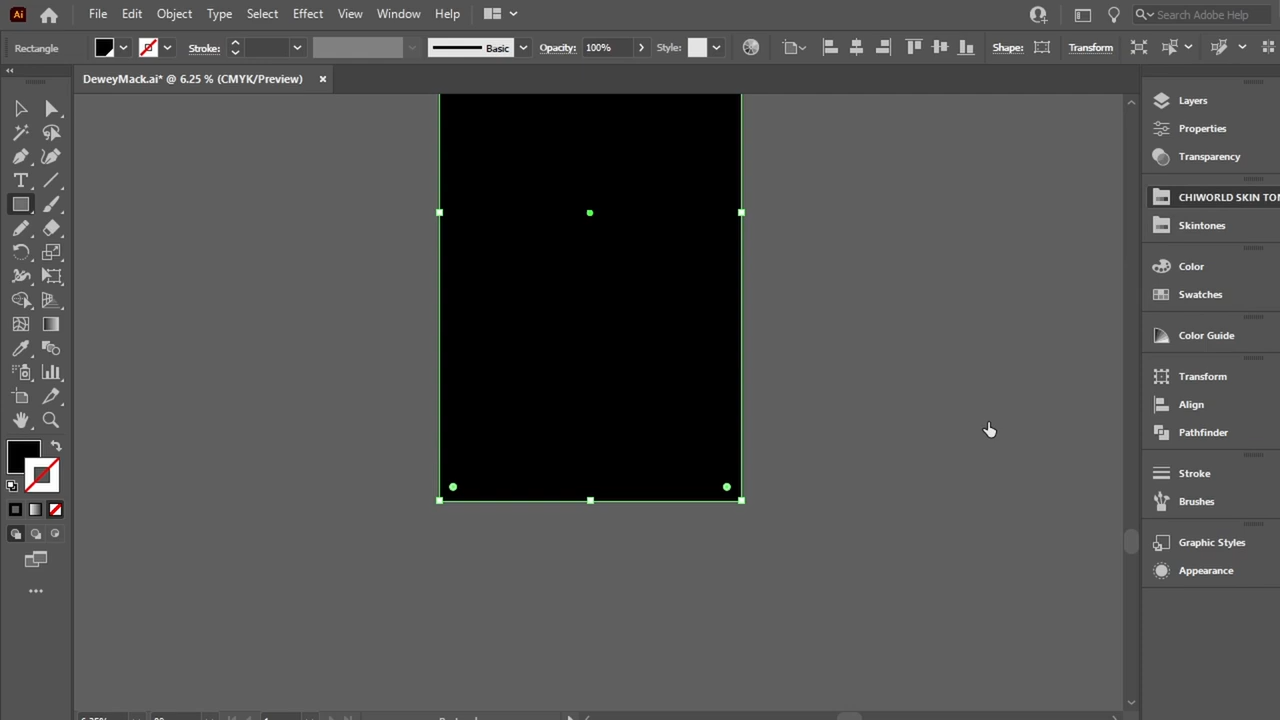 Ai File Edit Object Type Select Effect View Window Help Search Adobe Help
Rectangle Stroke: Basic Opacity: 100% Style: Shape: Transform
DeweyMack.ai* @ 6.25 % (CMYK/Preview) ×
Layers
Properties
Transparency
CHIWORLD SKIN TON
Skintones
Color
Swatches
Color Guide
Transform
Align
Pathfinder
Stroke
Brushes
Graphic Styles
Appearance